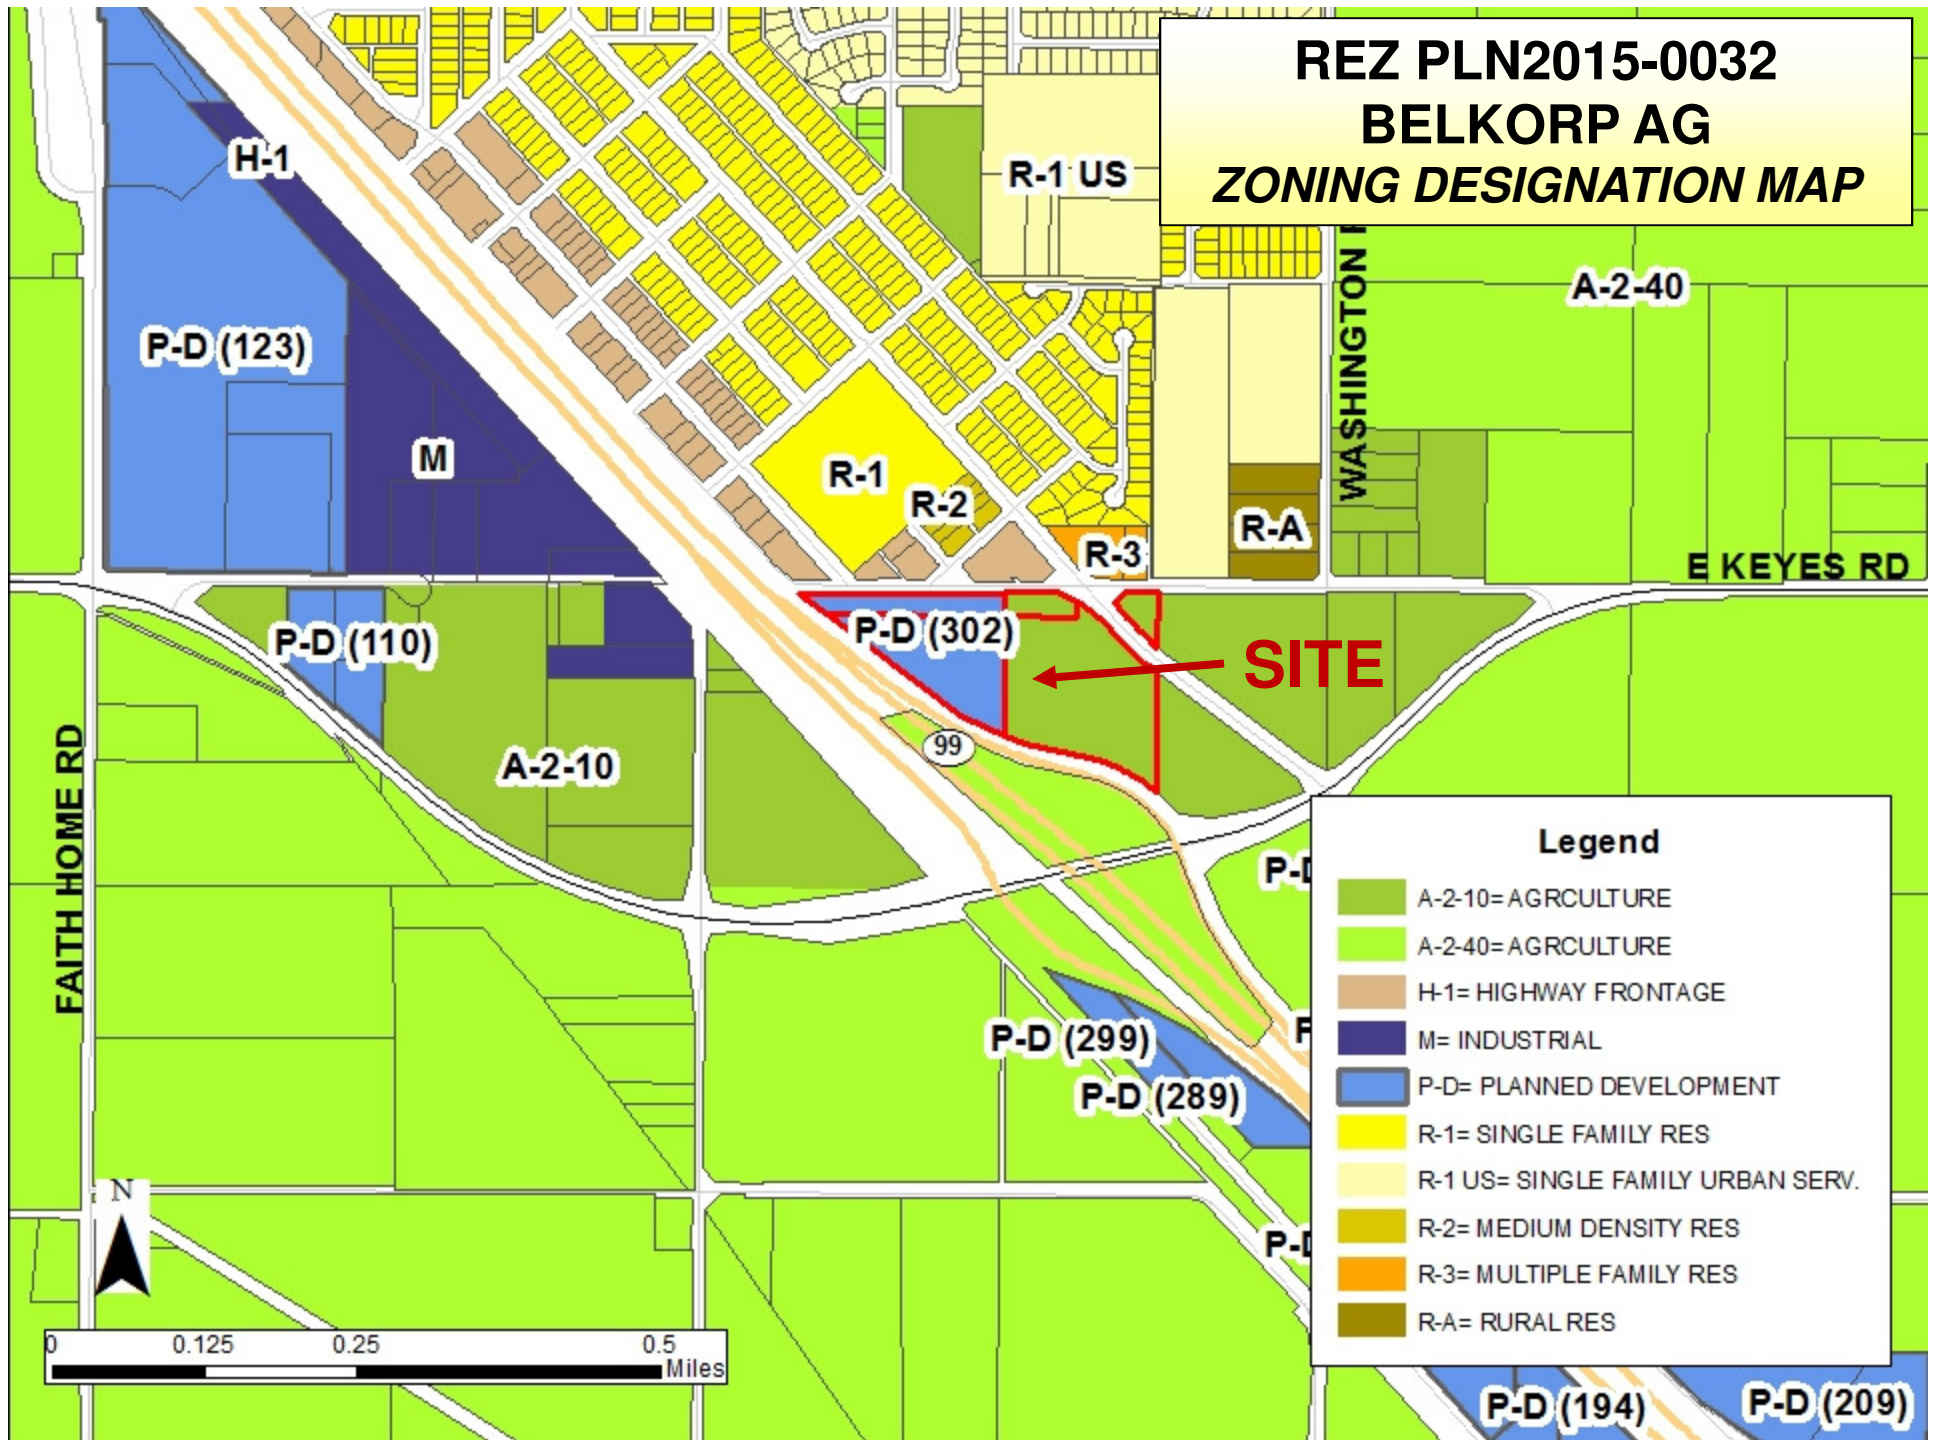 REZ PLN2015-0032
BELKORP AG
ZONING DESIGNATION MAP
H-1
R-1 US
WASHINGTON
A-2-40
P-D (123)
M
R-1
R-2
R-3
R-A
E KEYES RD
P-D (110)
P-D (302)
SITE
99
A-2-10
FAITH HOME RD
P-D (299)
P-D (289)
Legend
A-2-10= AGRCULTURE
A-2-40= AGRCULTURE
H-1= HIGHWAY FRONTAGE
M= INDUSTRIAL
P-D= PLANNED DEVELOPMENT
R-1= SINGLE FAMILY RES
R-1 US= SINGLE FAMILY URBAN SERV.
R-2= MEDIUM DENSITY RES
R-3= MULTIPLE FAMILY RES
R-A= RURAL RES
N
0 0.125 0.25 0.5
Miles
P-D (194)
P-D (209)